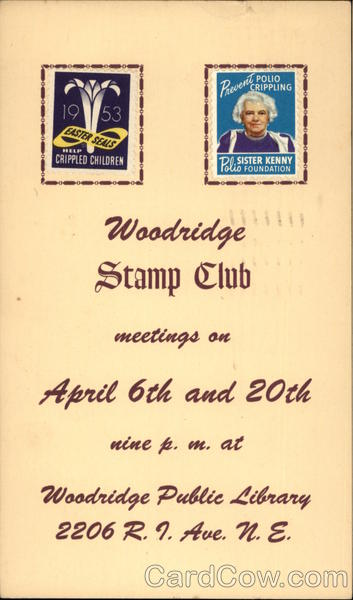 1953
EASTER SEALS
HELP
CRIPPLED CHILDREN
Prevent POLIO
CRIPPLING
SISTER KENNY
Polio FOUNDATION
Woodridge
Stamp Club
meetings on
April 6th and 20th
nine p. m. at
Woodridge Public Library
2206 R. I. Ave. N. E.
CardCow.com